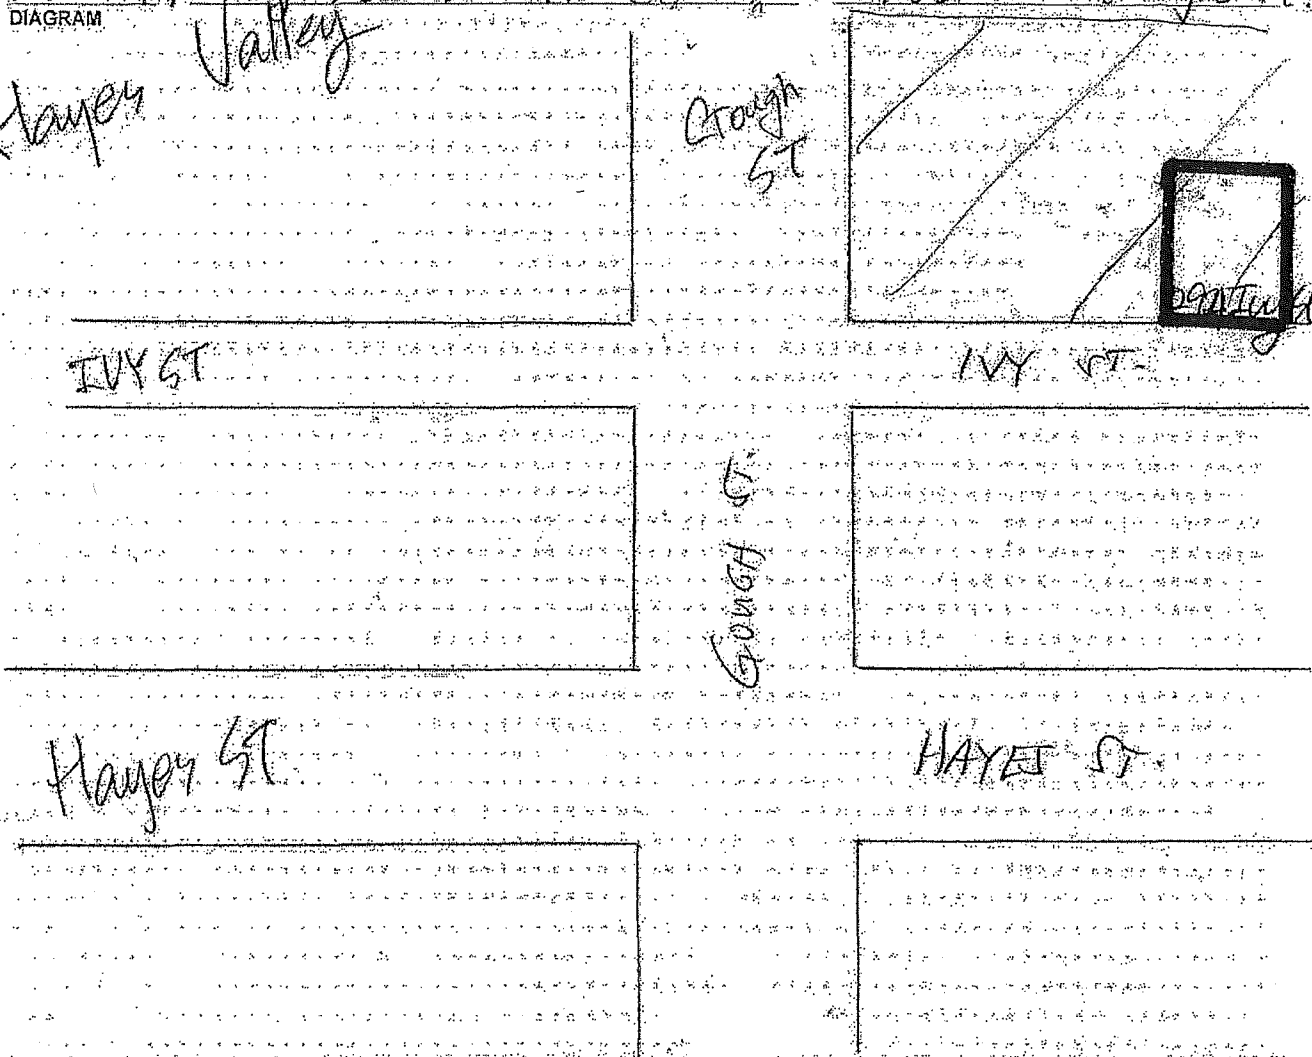 DIAGRAM
Valley
Hayes
Gough
ST
IVY ST
IVY ST.
GOUGH St.
Hayes ST
HAYES ST.